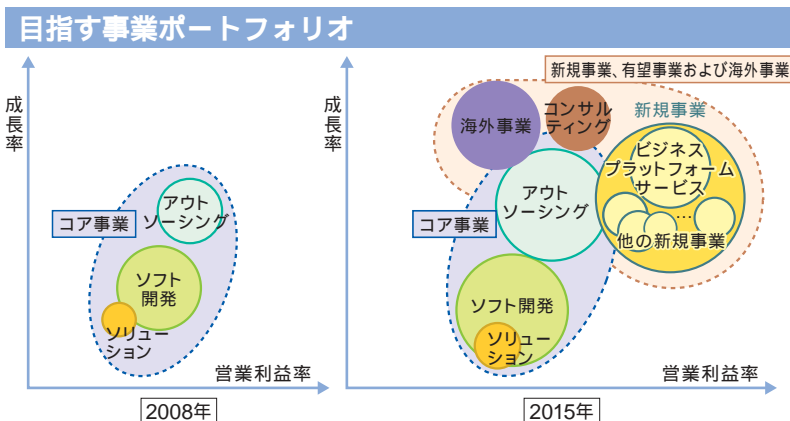 目指す事業ポートフォリオ
成長率
コア事業
アウト
ソーシング
ソフト
開発
ソリュー
ション
営業利益率
2008年
成長率
新規事業、有望事業および海外事業
海外事業
コンサル
ティング
新規事業
ビジネス
プラットフォーム
サービス
…
他の新規事業
コア事業
アウト
ソーシング
ソフト開発
ソリュー
ション
営業利益率
2015年